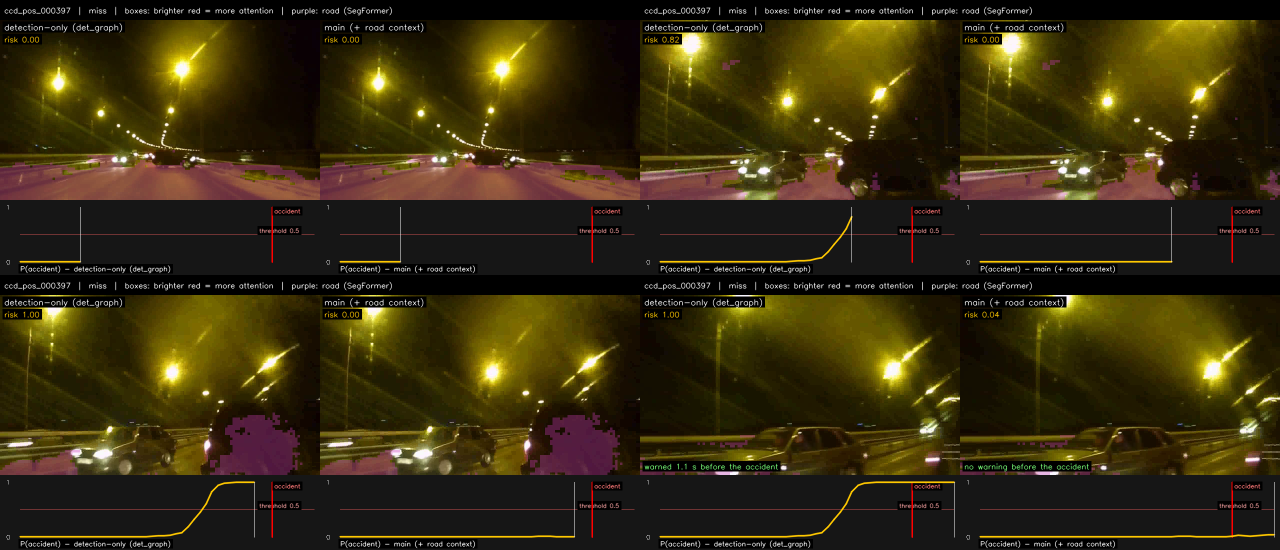 ccd_pos_000397 | miss | boxes: brighter red = more attention | purple: road (SegFormer)
detection-only (det_graph)
risk 0.00
main (+ road context)
risk 0.00
1
accident
threshold 0.5
0
P(accident) - detection-only (det_graph)
1
accident
threshold 0.5
0
P(accident) - main (+ road context)
ccd_pos_000397 | miss | boxes: brighter red = more attention | purple: road (SegFormer)
detection-only (det_graph)
risk 0.82
main (+ road context)
risk 0.00
1
accident
threshold 0.5
0
P(accident) - detection-only (det_graph)
1
accident
threshold 0.5
0
P(accident) - main (+ road context)
ccd_pos_000397 | miss | boxes: brighter red = more attention | purple: road (SegFormer)
detection-only (det_graph)
risk 1.00
main (+ road context)
risk 0.00
1
accident
threshold 0.5
0
P(accident) - detection-only (det_graph)
1
accident
threshold 0.5
0
P(accident) - main (+ road context)
ccd_pos_000397 | miss | boxes: brighter red = more attention | purple: road (SegFormer)
detection-only (det_graph)
risk 1.00
warned 1.1 s before the accident
main (+ road context)
risk 0.04
no warning before the accident
1
accident
threshold 0.5
0
P(accident) - detection-only (det_graph)
1
accident
threshold 0.5
0
P(accident) - main (+ road context)